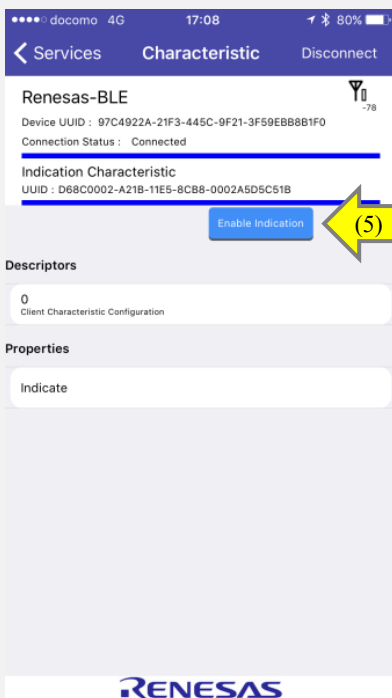 docomo 4G 17:08 80%
Services Characteristic Disconnect
Renesas-BLE
-78
Device UUID : 97C4922A-21F3-445C-9F21-3F59EBB8B1F0
Connection Status : Connected
Indication Characteristic
UUID : D68C0002-A21B-11E5-8CB8-0002A5D5C51B
Enable Indication
(5)
Descriptors
0
Client Characteristic Configuration
Properties
Indicate
RENESAS